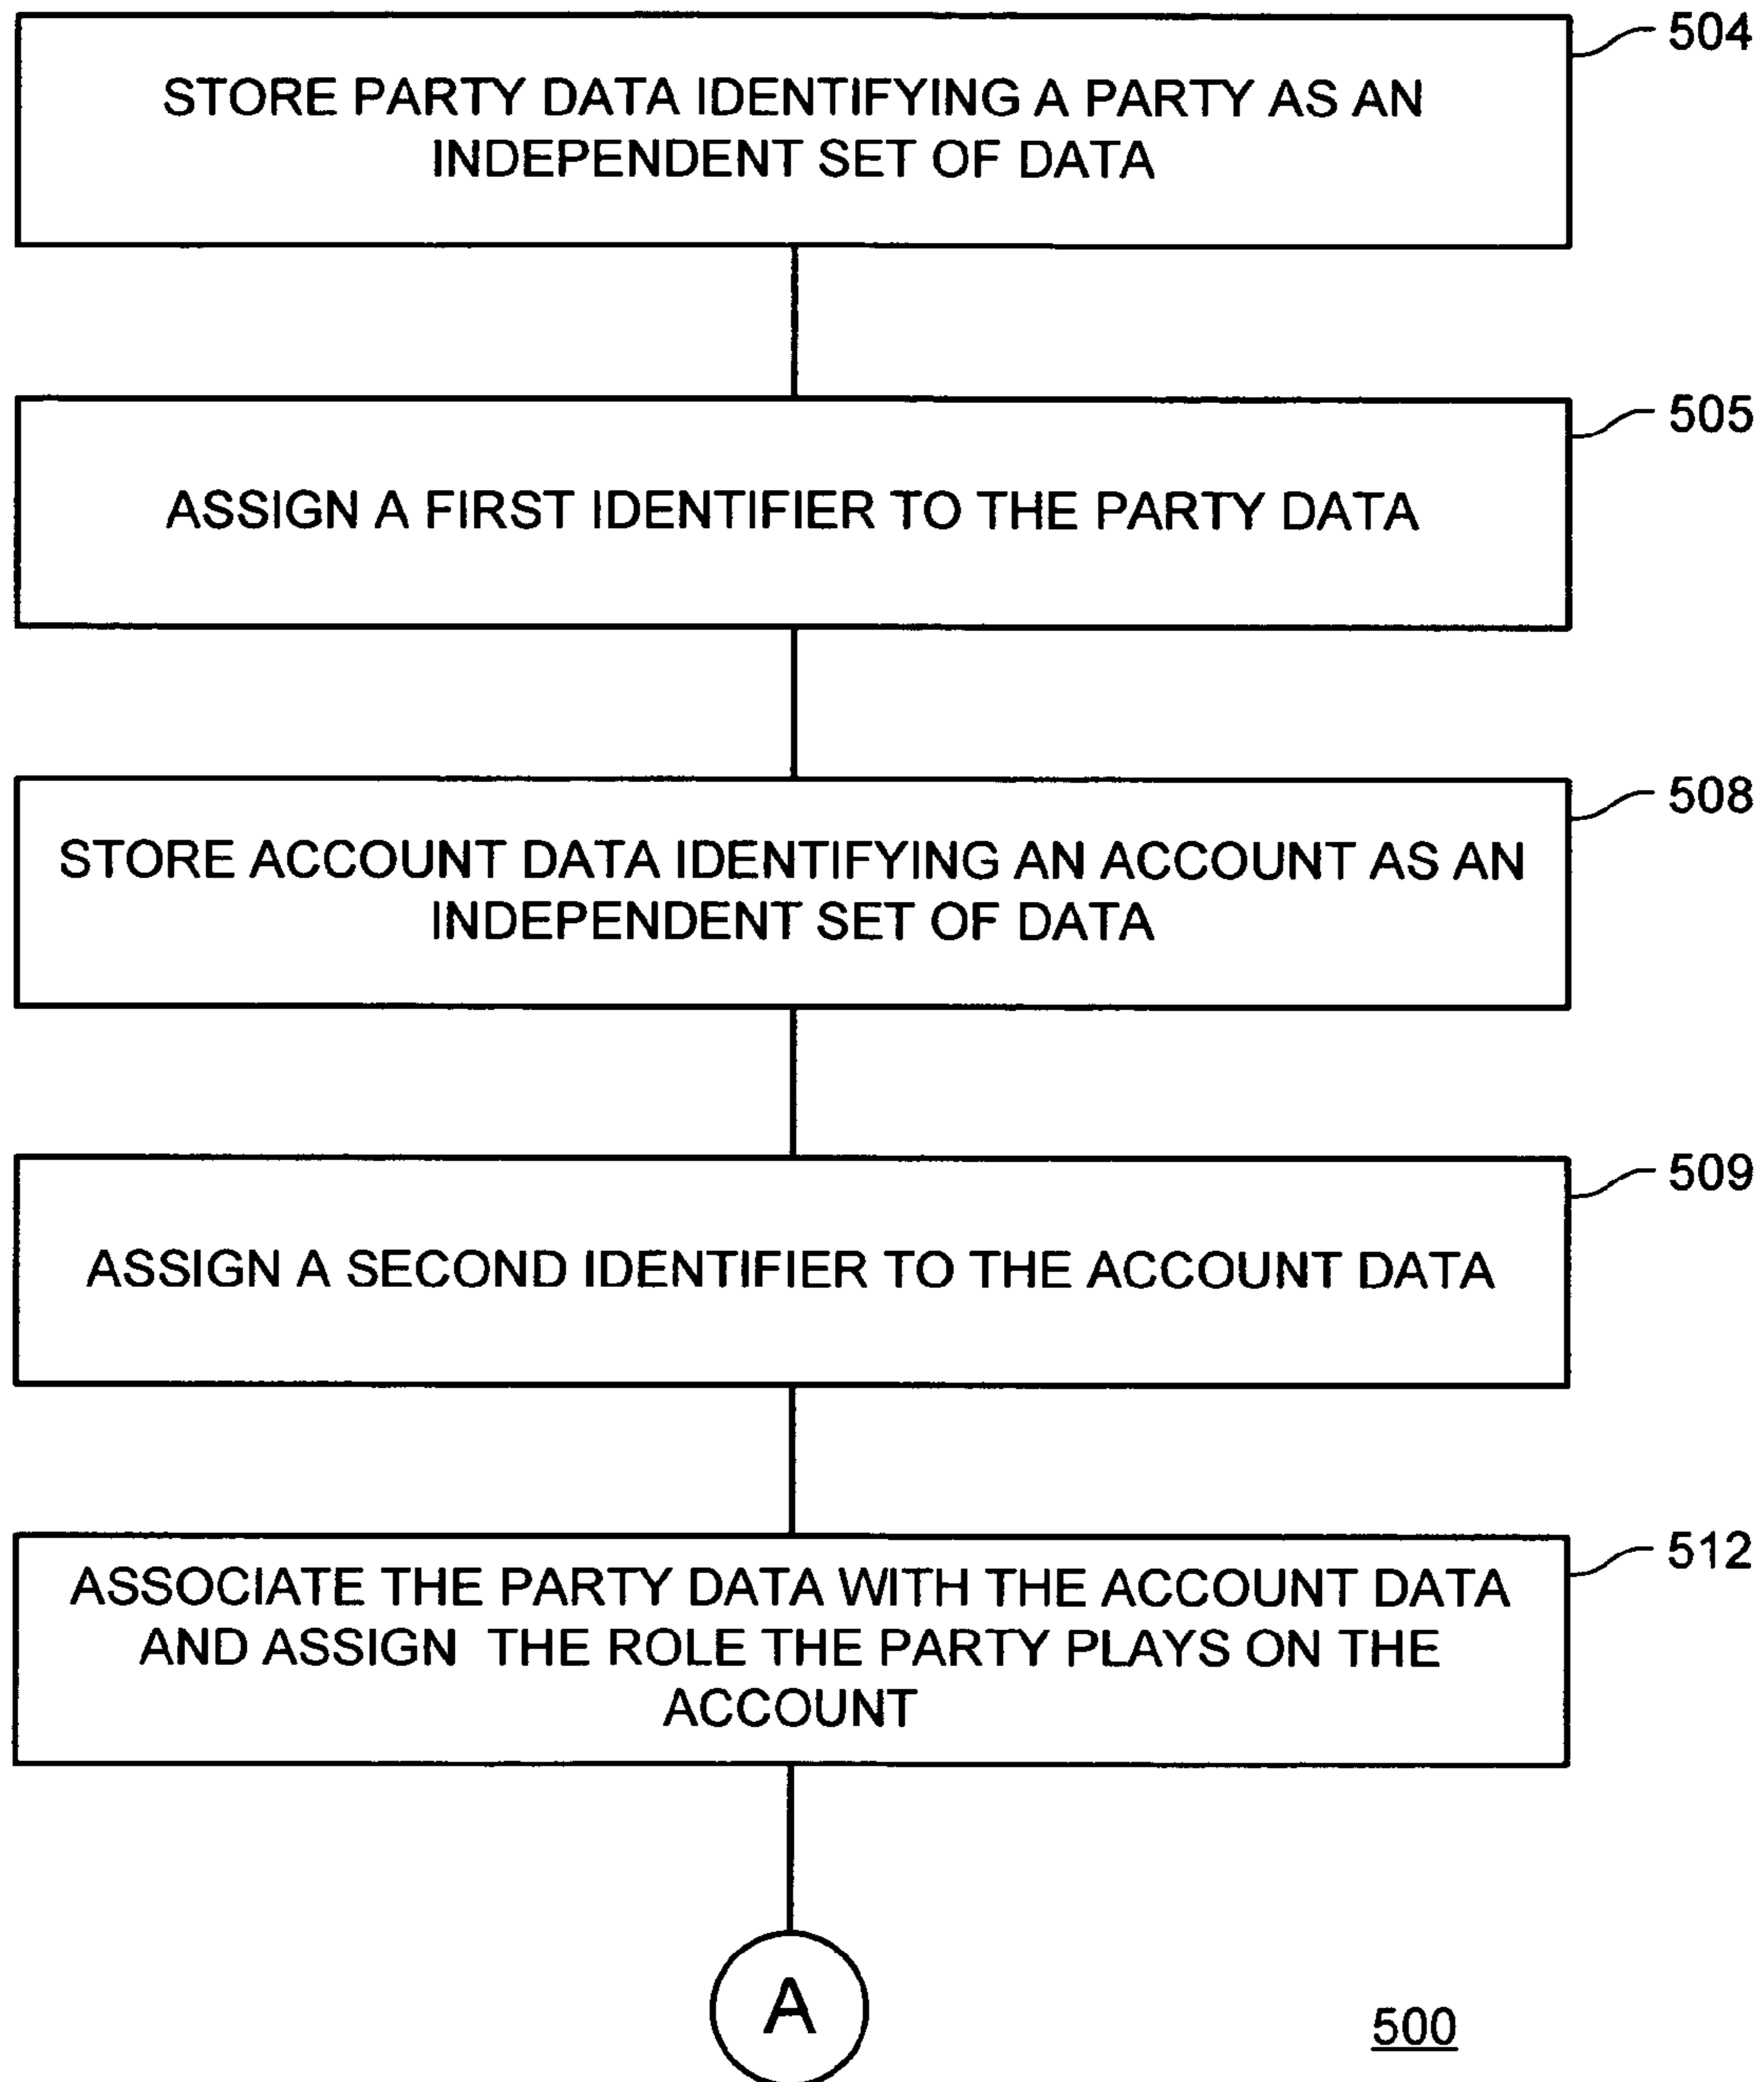 504
STORE PARTY DATA IDENTIFYING A PARTY AS AN
INDEPENDENT SET OF DATA
505
ASSIGN A FIRST IDENTIFIER TO THE PARTY DATA
508
STORE ACCOUNT DATA IDENTIFYING AN ACCOUNT AS AN
INDEPENDENT SET OF DATA
509
ASSIGN A SECOND IDENTIFIER TO THE ACCOUNT DATA
512
ASSOCIATE THE PARTY DATA WITH THE ACCOUNT DATA
AND ASSIGN THE ROLE THE PARTY PLAYS ON THE
ACCOUNT
A
500